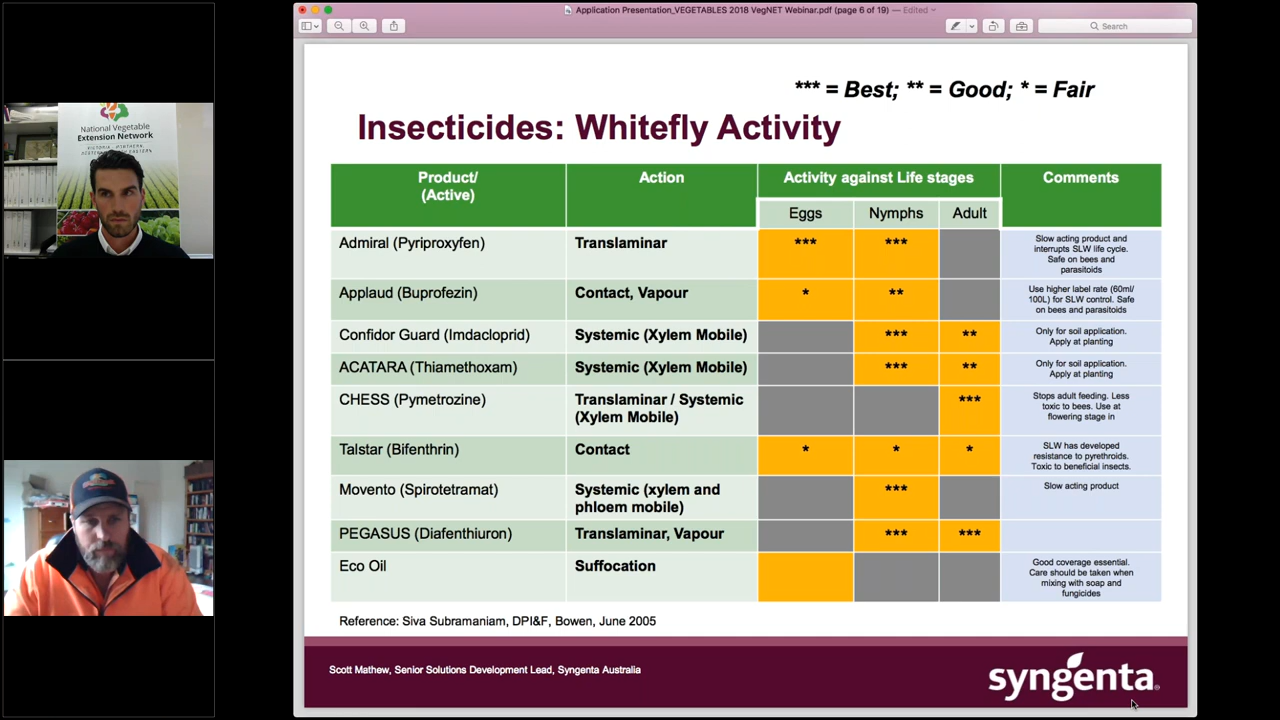 Application Presentation_VEGETABLES 2018 VegNET Webinar.pdf (page 6 of 19) — Edited
Search
National Vegetable
Extension Network
*** = Best; ** = Good; * = Fair
Insecticides: Whitefly Activity
Product/
(Active)
Action
Activity against Life stages
Comments
Eggs
Nymphs
Adult
Admiral (Pyriproxyfen)
Translaminar
***
***
Slow acting product and
interrupts SLW life cycle.
Safe on bees and
parasitoids
Applaud (Buprofezin)
Contact, Vapour
*
**
Use higher label rate (60ml/
100L) for SLW control. Safe
on bees and parasitoids
Confidor Guard (Imdacloprid)
Systemic (Xylem Mobile)
***
**
Only for soil application.
Apply at planting
ACATARA (Thiamethoxam)
Systemic (Xylem Mobile)
***
**
Only for soil application.
Apply at planting
CHESS (Pymetrozine)
Translaminar / Systemic
(Xylem Mobile)
***
Stops adult feeding. Less
toxic to bees. Use at
flowering stage in
Talstar (Bifenthrin)
Contact
*
*
*
SLW has developed
resistance to pyrethroids.
Toxic to beneficial insects.
Movento (Spirotetramat)
Systemic (xylem and
phloem mobile)
***
Slow acting product
PEGASUS (Diafenthiuron)
Translaminar, Vapour
***
***
Eco Oil
Suffocation
Good coverage essential.
Care should be taken when
mixing with soap and
fungicides
Reference: Siva Subramaniam, DPI&F, Bowen, June 2005
Scott Mathew, Senior Solutions Development Lead, Syngenta Australia
syngenta